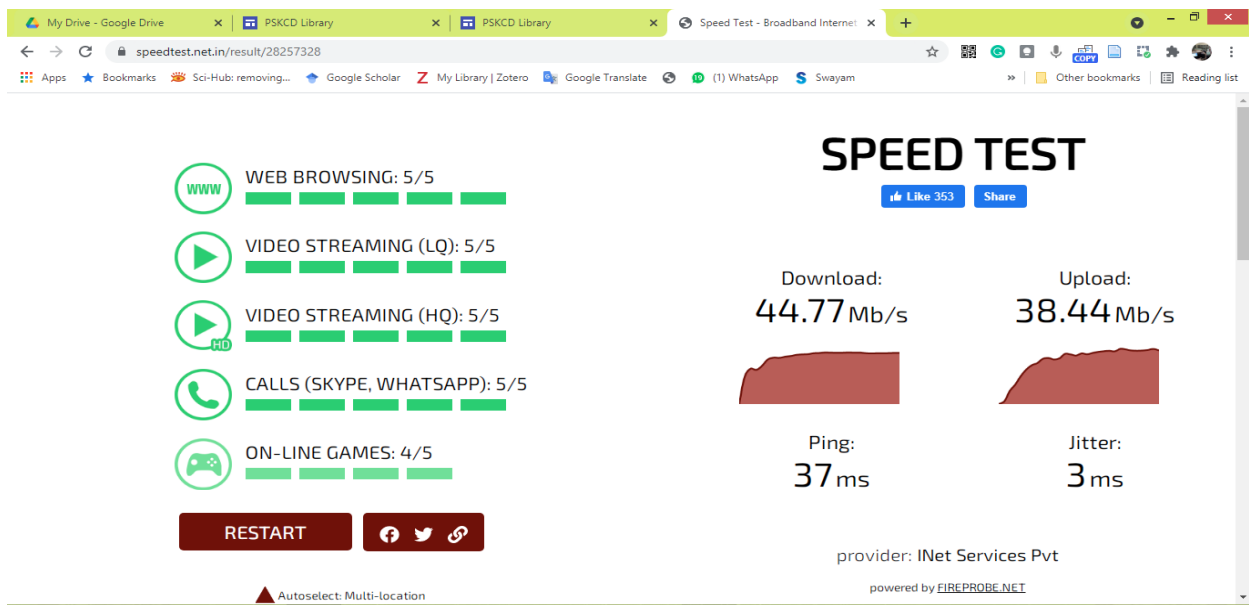 My Drive - Google Drive
PSKCD Library
PSKCD Library
Speed Test - Broadband Internet
speedtest.net.in/result/28257328
COPY
Apps Bookmarks Sci-Hub: removing... Google Scholar Z My Library | Zotero Google Translate (1) WhatsApp S Swayam » Other bookmarks Reading list
WWW
WEB BROWSING: 5/5
VIDEO STREAMING (LQ): 5/5
HD
VIDEO STREAMING (HQ): 5/5
CALLS (SKYPE, WHATSAPP): 5/5
ON-LINE GAMES: 4/5
RESTART
Autoselect: Multi-location
SPEED TEST
Like 353 Share
Download:
44.77 Mb/s
Upload:
38.44 Mb/s
Ping:
37 ms
Jitter:
3 ms
provider: INet Services Pvt
powered by FIREPROBE.NET